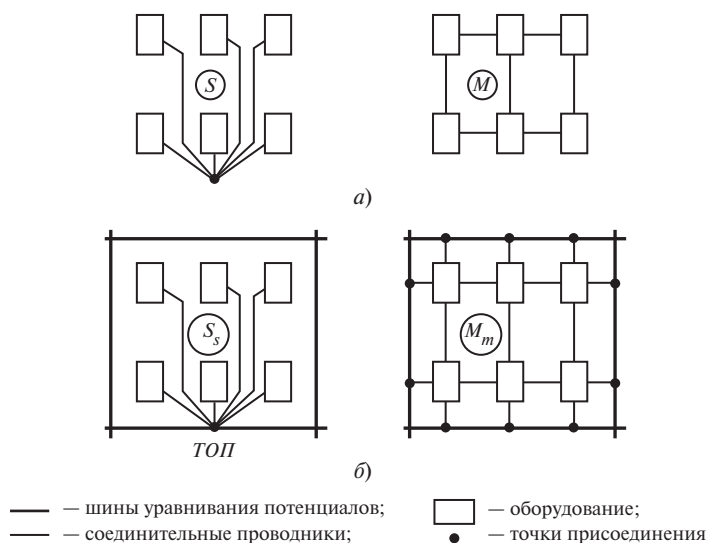 S M
а)
S_s M_m
ТОП
б)
— шины уравнивания потенциалов; — оборудование;
— соединительные проводники; — точки присоединения